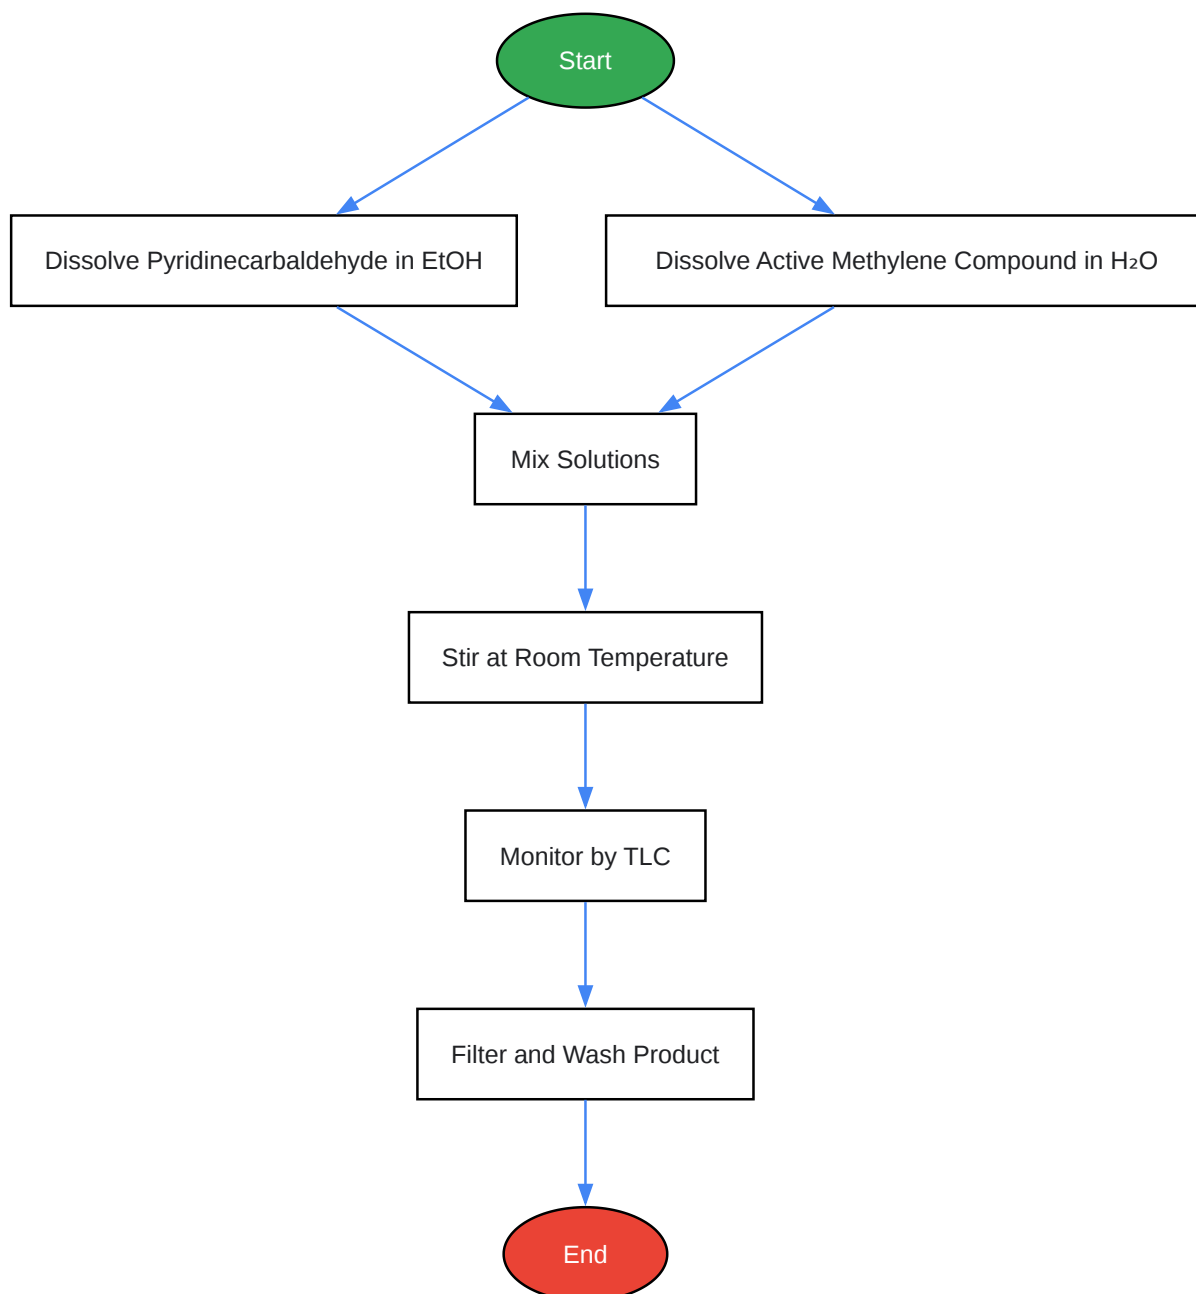 Start
Dissolve Pyridinecarbaldehyde in EtOH
Dissolve Active Methylene Compound in H₂O
Mix Solutions
Stir at Room Temperature
Monitor by TLC
Filter and Wash Product
End